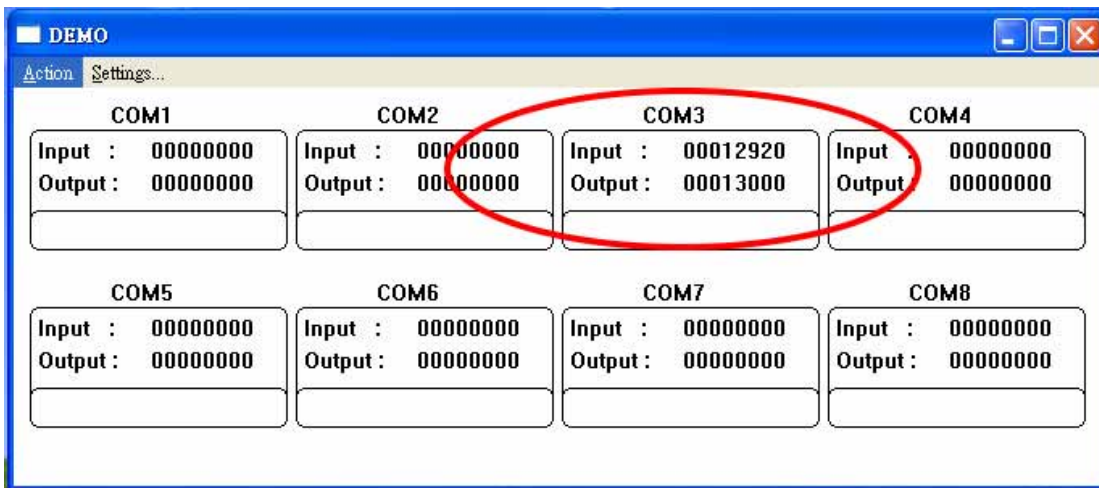 DEMO
Action Settings...
COM1 COM2 COM3 COM4
Input : 00000000 Input : 00000000 Input : 00012920 Input : 00000000
Output : 00000000 Output : 00000000 Output : 00013000 Output : 00000000
COM5 COM6 COM7 COM8
Input : 00000000 Input : 00000000 Input : 00000000 Input : 00000000
Output : 00000000 Output : 00000000 Output : 00000000 Output : 00000000